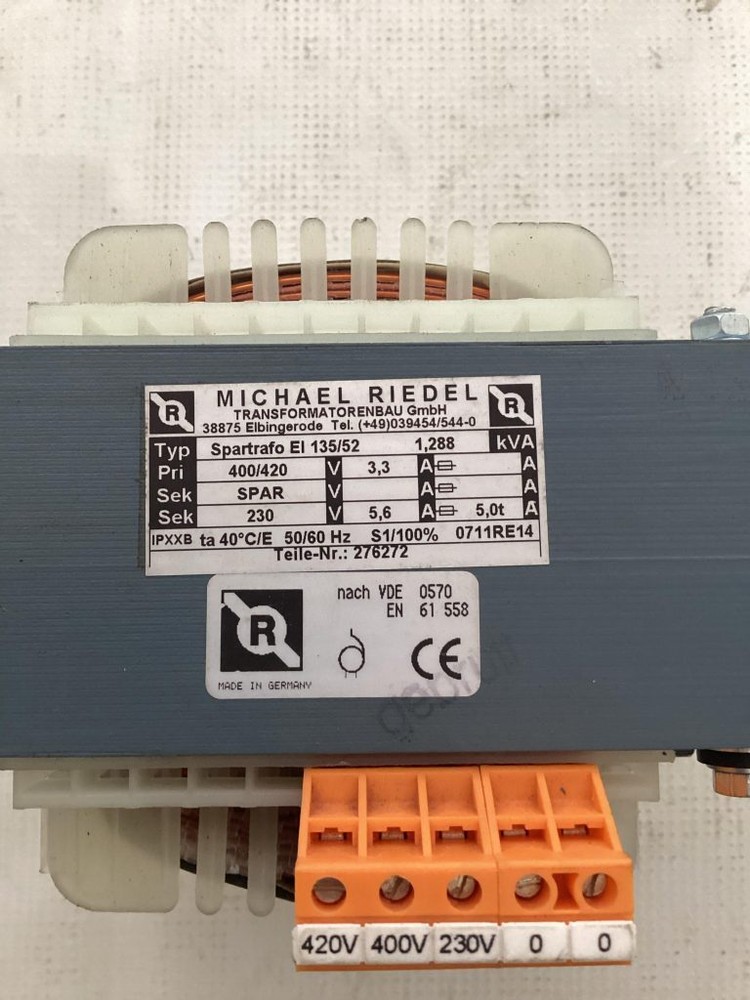 R MICHAEL RIEDEL R
TRANSFORMATORENBAU GmbH
38875 Elbingerode Tel. (+49)039454/544-0
Typ Spartrafo EI 135/52 1,288 kVA
Pri 400/420 V 3,3 A A
Sek SPAR V A A
Sek 230 V 5,6 A 5,0t A
IPXXB ta 40°C/E 50/60 Hz S1/100% 0711RE14
Teile-Nr.: 276272
nach VDE 0570
EN 61 558
R
CE
MADE IN GERMANY
geprüft
420V 400V 230V 0 0